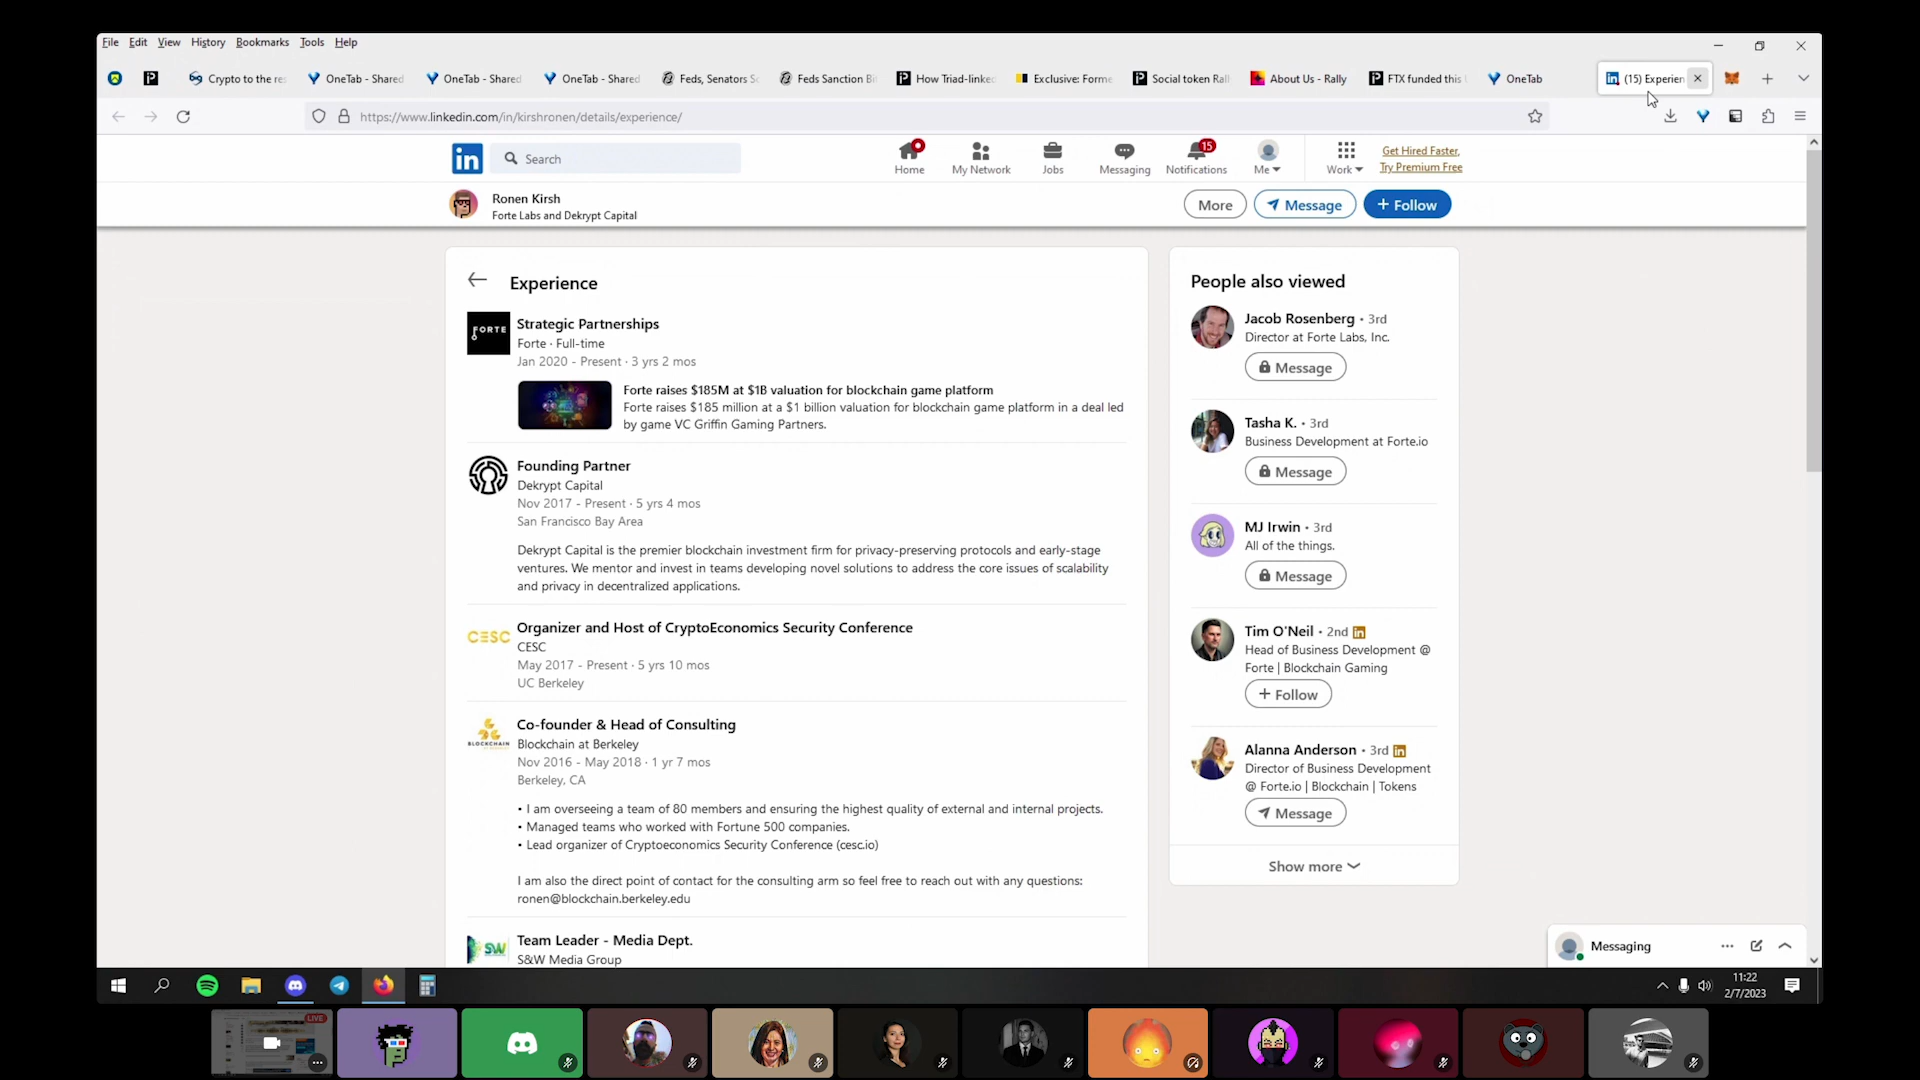 File Edit View History Bookmarks Tools Help
Crypto to the re
OneTab - Shared
OneTab - Shared
OneTab - Shared
Feds, Senators S
Feds Sanction Bi
How Triad-linke
Exclusive: Forme
Social token Ral
About Us - Rally
FTX funded this
OneTab
(15) Experien
https://www.linkedin.com/in/kirshronen/details/experience/
in
Search
Home
My Network
Jobs
Messaging
15
Notifications
Me
Work
Get Hired Faster,
Try Premium Free
Ronen Kirsh
Forte Labs and Dekrypt Capital
More
Message
+ Follow
Experience
FORTE
Strategic Partnerships
Forte · Full-time
Jan 2020 - Present · 3 yrs 2 mos
Forte raises $185M at $1B valuation for blockchain game platform
Forte raises $185 million at a $1 billion valuation for blockchain game platform in a deal led
by game VC Griffin Gaming Partners.
Founding Partner
Dekrypt Capital
Nov 2017 - Present · 5 yrs 4 mos
San Francisco Bay Area
Dekrypt Capital is the premier blockchain investment firm for privacy-preserving protocols and early-stage
ventures. We mentor and invest in teams developing novel solutions to address the core issues of scalability
and privacy in decentralized applications.
CESC
Organizer and Host of CryptoEconomics Security Conference
CESC
May 2017 - Present · 5 yrs 10 mos
UC Berkeley
BLOCKCHAIN
Co-founder & Head of Consulting
Blockchain at Berkeley
Nov 2016 - May 2018 · 1 yr 7 mos
Berkeley, CA
• I am overseeing a team of 80 members and ensuring the highest quality of external and internal projects.
• Managed teams who worked with Fortune 500 companies.
• Lead organizer of Cryptoeconomics Security Conference (cesc.io)
I am also the direct point of contact for the consulting arm so feel free to reach out with any questions:
ronen@blockchain.berkeley.edu
SW
Team Leader - Media Dept.
S&W Media Group
People also viewed
Jacob Rosenberg • 3rd
Director at Forte Labs, Inc.
Message
Tasha K. • 3rd
Business Development at Forte.io
Message
MJ Irwin • 3rd
All of the things.
Message
Tim O'Neil • 2nd in
Head of Business Development @
Forte | Blockchain Gaming
+ Follow
Alanna Anderson • 3rd in
Director of Business Development
@ Forte.io | Blockchain | Tokens
Message
Show more
Messaging
11:22
2/7/2023
LIVE